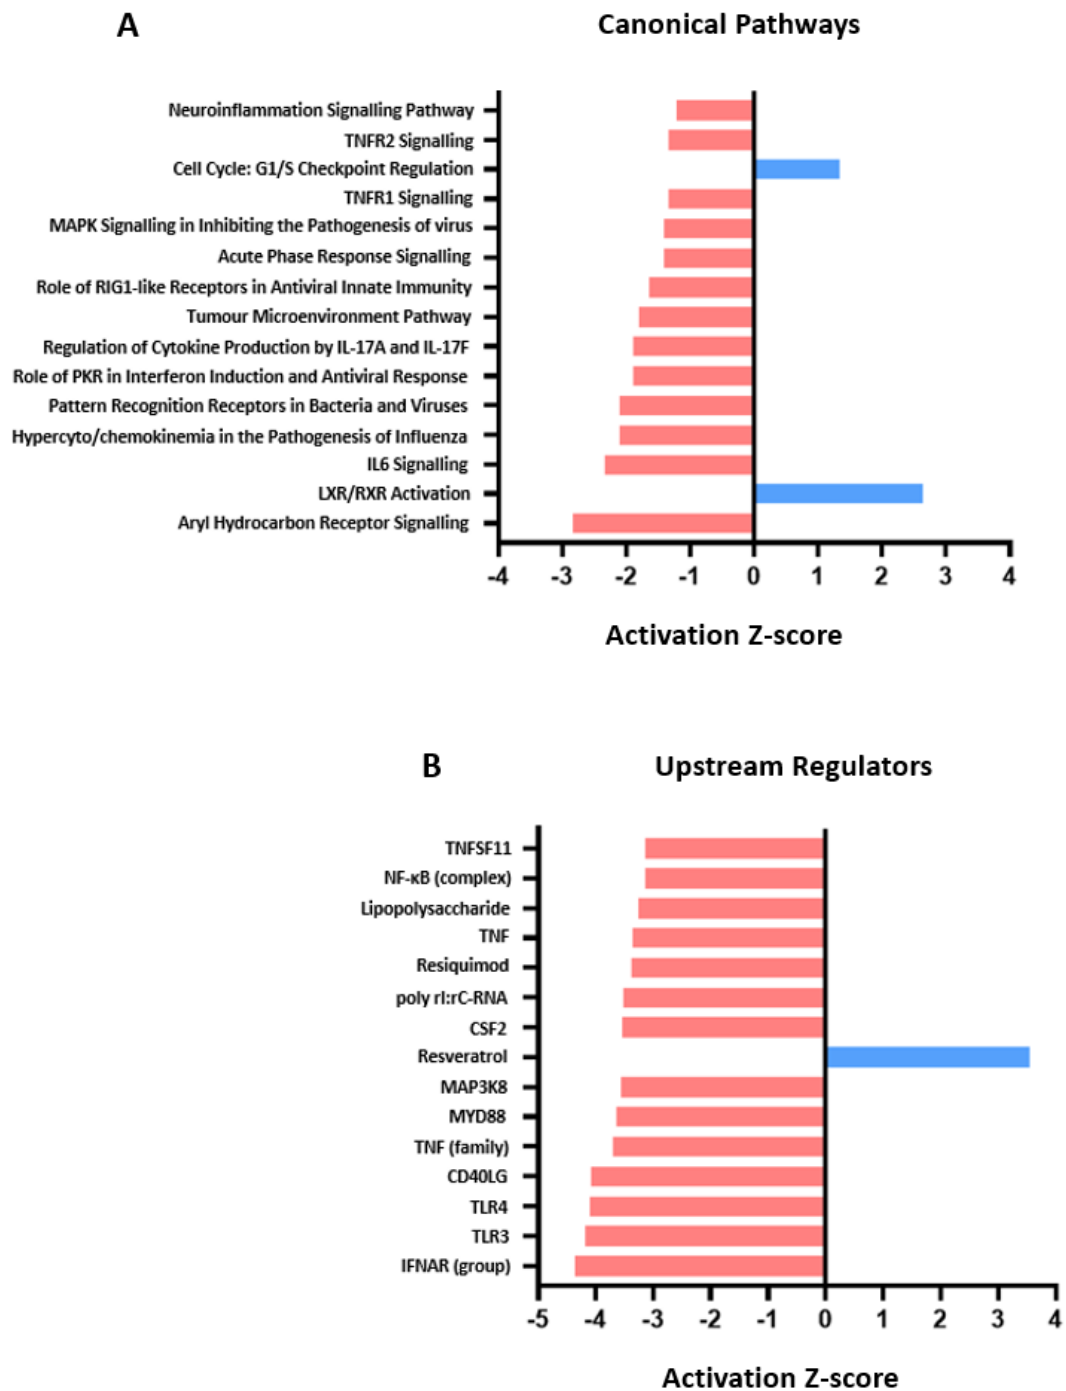 A
Canonical Pathways
Neuroinflammation Signalling Pathway
TNFR2 Signalling
Cell Cycle: G1/S Checkpoint Regulation
TNFR1 Signalling
MAPK Signalling in Inhibiting the Pathogenesis of virus
Acute Phase Response Signalling
Role of RIG1-like Receptors in Antiviral Innate Immunity
Tumour Microenvironment Pathway
Regulation of Cytokine Production by IL-17A and IL-17F
Role of PKR in Interferon Induction and Antiviral Response
Pattern Recognition Receptors in Bacteria and Viruses
Hypercyto/chemokinemia in the Pathogenesis of Influenza
IL6 Signalling
LXR/RXR Activation
Aryl Hydrocarbon Receptor Signalling
-4 -3 -2 -1 0 1 2 3 4
Activation Z-score
B
Upstream Regulators
TNFSF11
NF-κB (complex)
Lipopolysaccharide
TNF
Resiquimod
poly rI:rC-RNA
CSF2
Resveratrol
MAP3K8
MYD88
TNF (family)
CD40LG
TLR4
TLR3
IFNAR (group)
-5 -4 -3 -2 -1 0 1 2 3 4
Activation Z-score